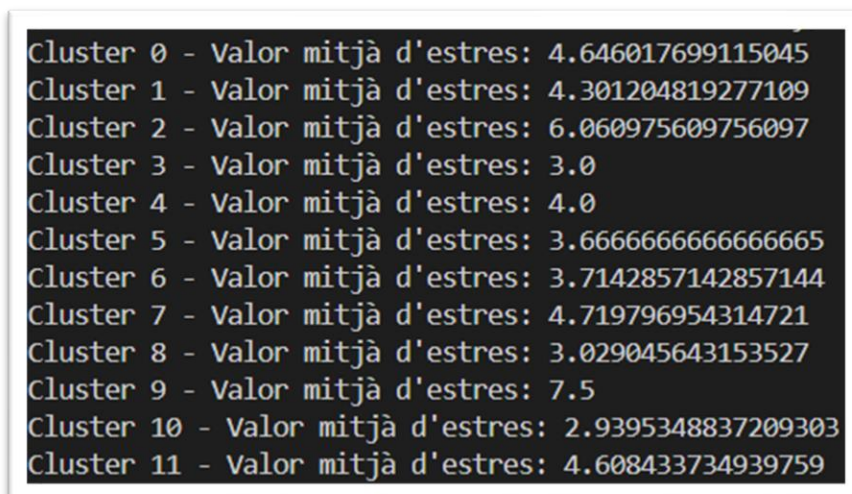 Cluster 0 - Valor mitjà d'estres: 4.646017699115045
Cluster 1 - Valor mitjà d'estres: 4.301204819277109
Cluster 2 - Valor mitjà d'estres: 6.060975609756097
Cluster 3 - Valor mitjà d'estres: 3.0
Cluster 4 - Valor mitjà d'estres: 4.0
Cluster 5 - Valor mitjà d'estres: 3.6666666666666665
Cluster 6 - Valor mitjà d'estres: 3.7142857142857144
Cluster 7 - Valor mitjà d'estres: 4.719796954314721
Cluster 8 - Valor mitjà d'estres: 3.029045643153527
Cluster 9 - Valor mitjà d'estres: 7.5
Cluster 10 - Valor mitjà d'estres: 2.9395348837209303
Cluster 11 - Valor mitjà d'estres: 4.608433734939759